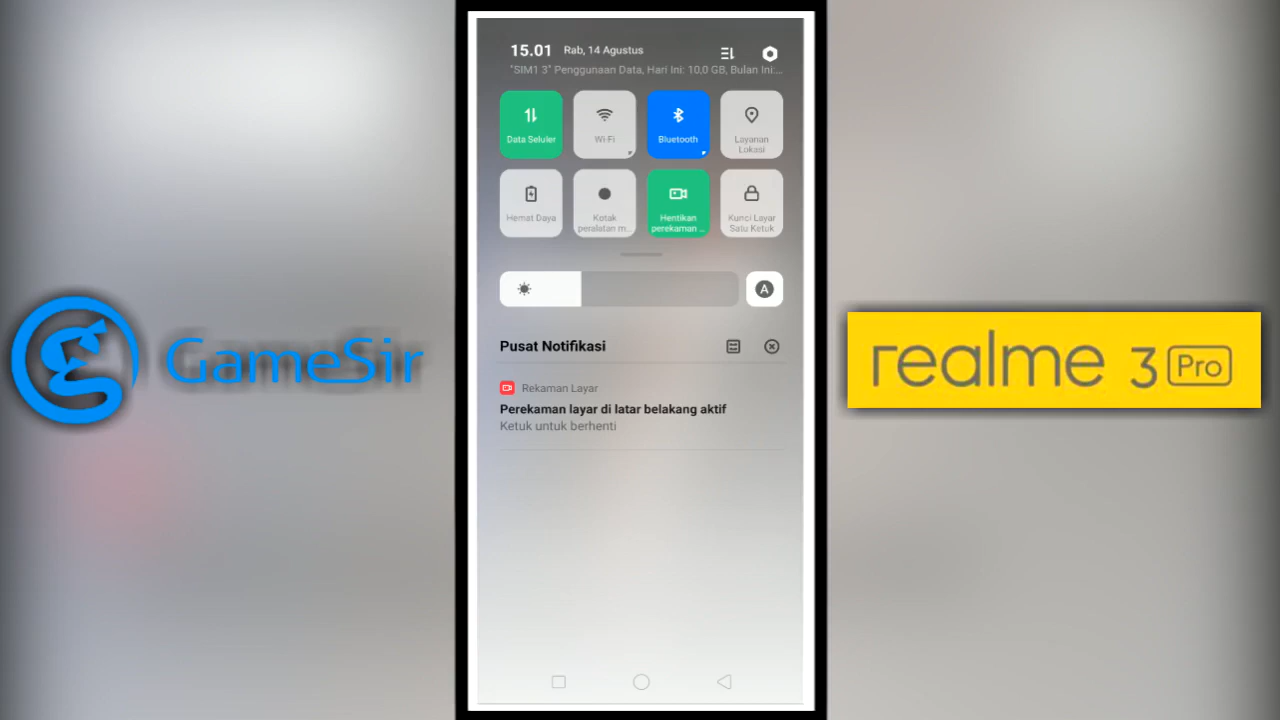 15.01 Rab, 14 Agustus
"SIM1 3" Penggunaan Data, Hari Ini: 10,0 GB, Bulan Ini:...
Data Seluler
Wi-Fi
Bluetooth
Layanan
Lokasi
Hemat Daya
Kotak
peralatan m...
Hentikan
perekaman ...
Kunci Layar
Satu Ketuk
A
Pusat Notifikasi
Rekaman Layar
Perekaman layar di latar belakang aktif
Ketuk untuk berhenti
GameSir
realme 3 Pro